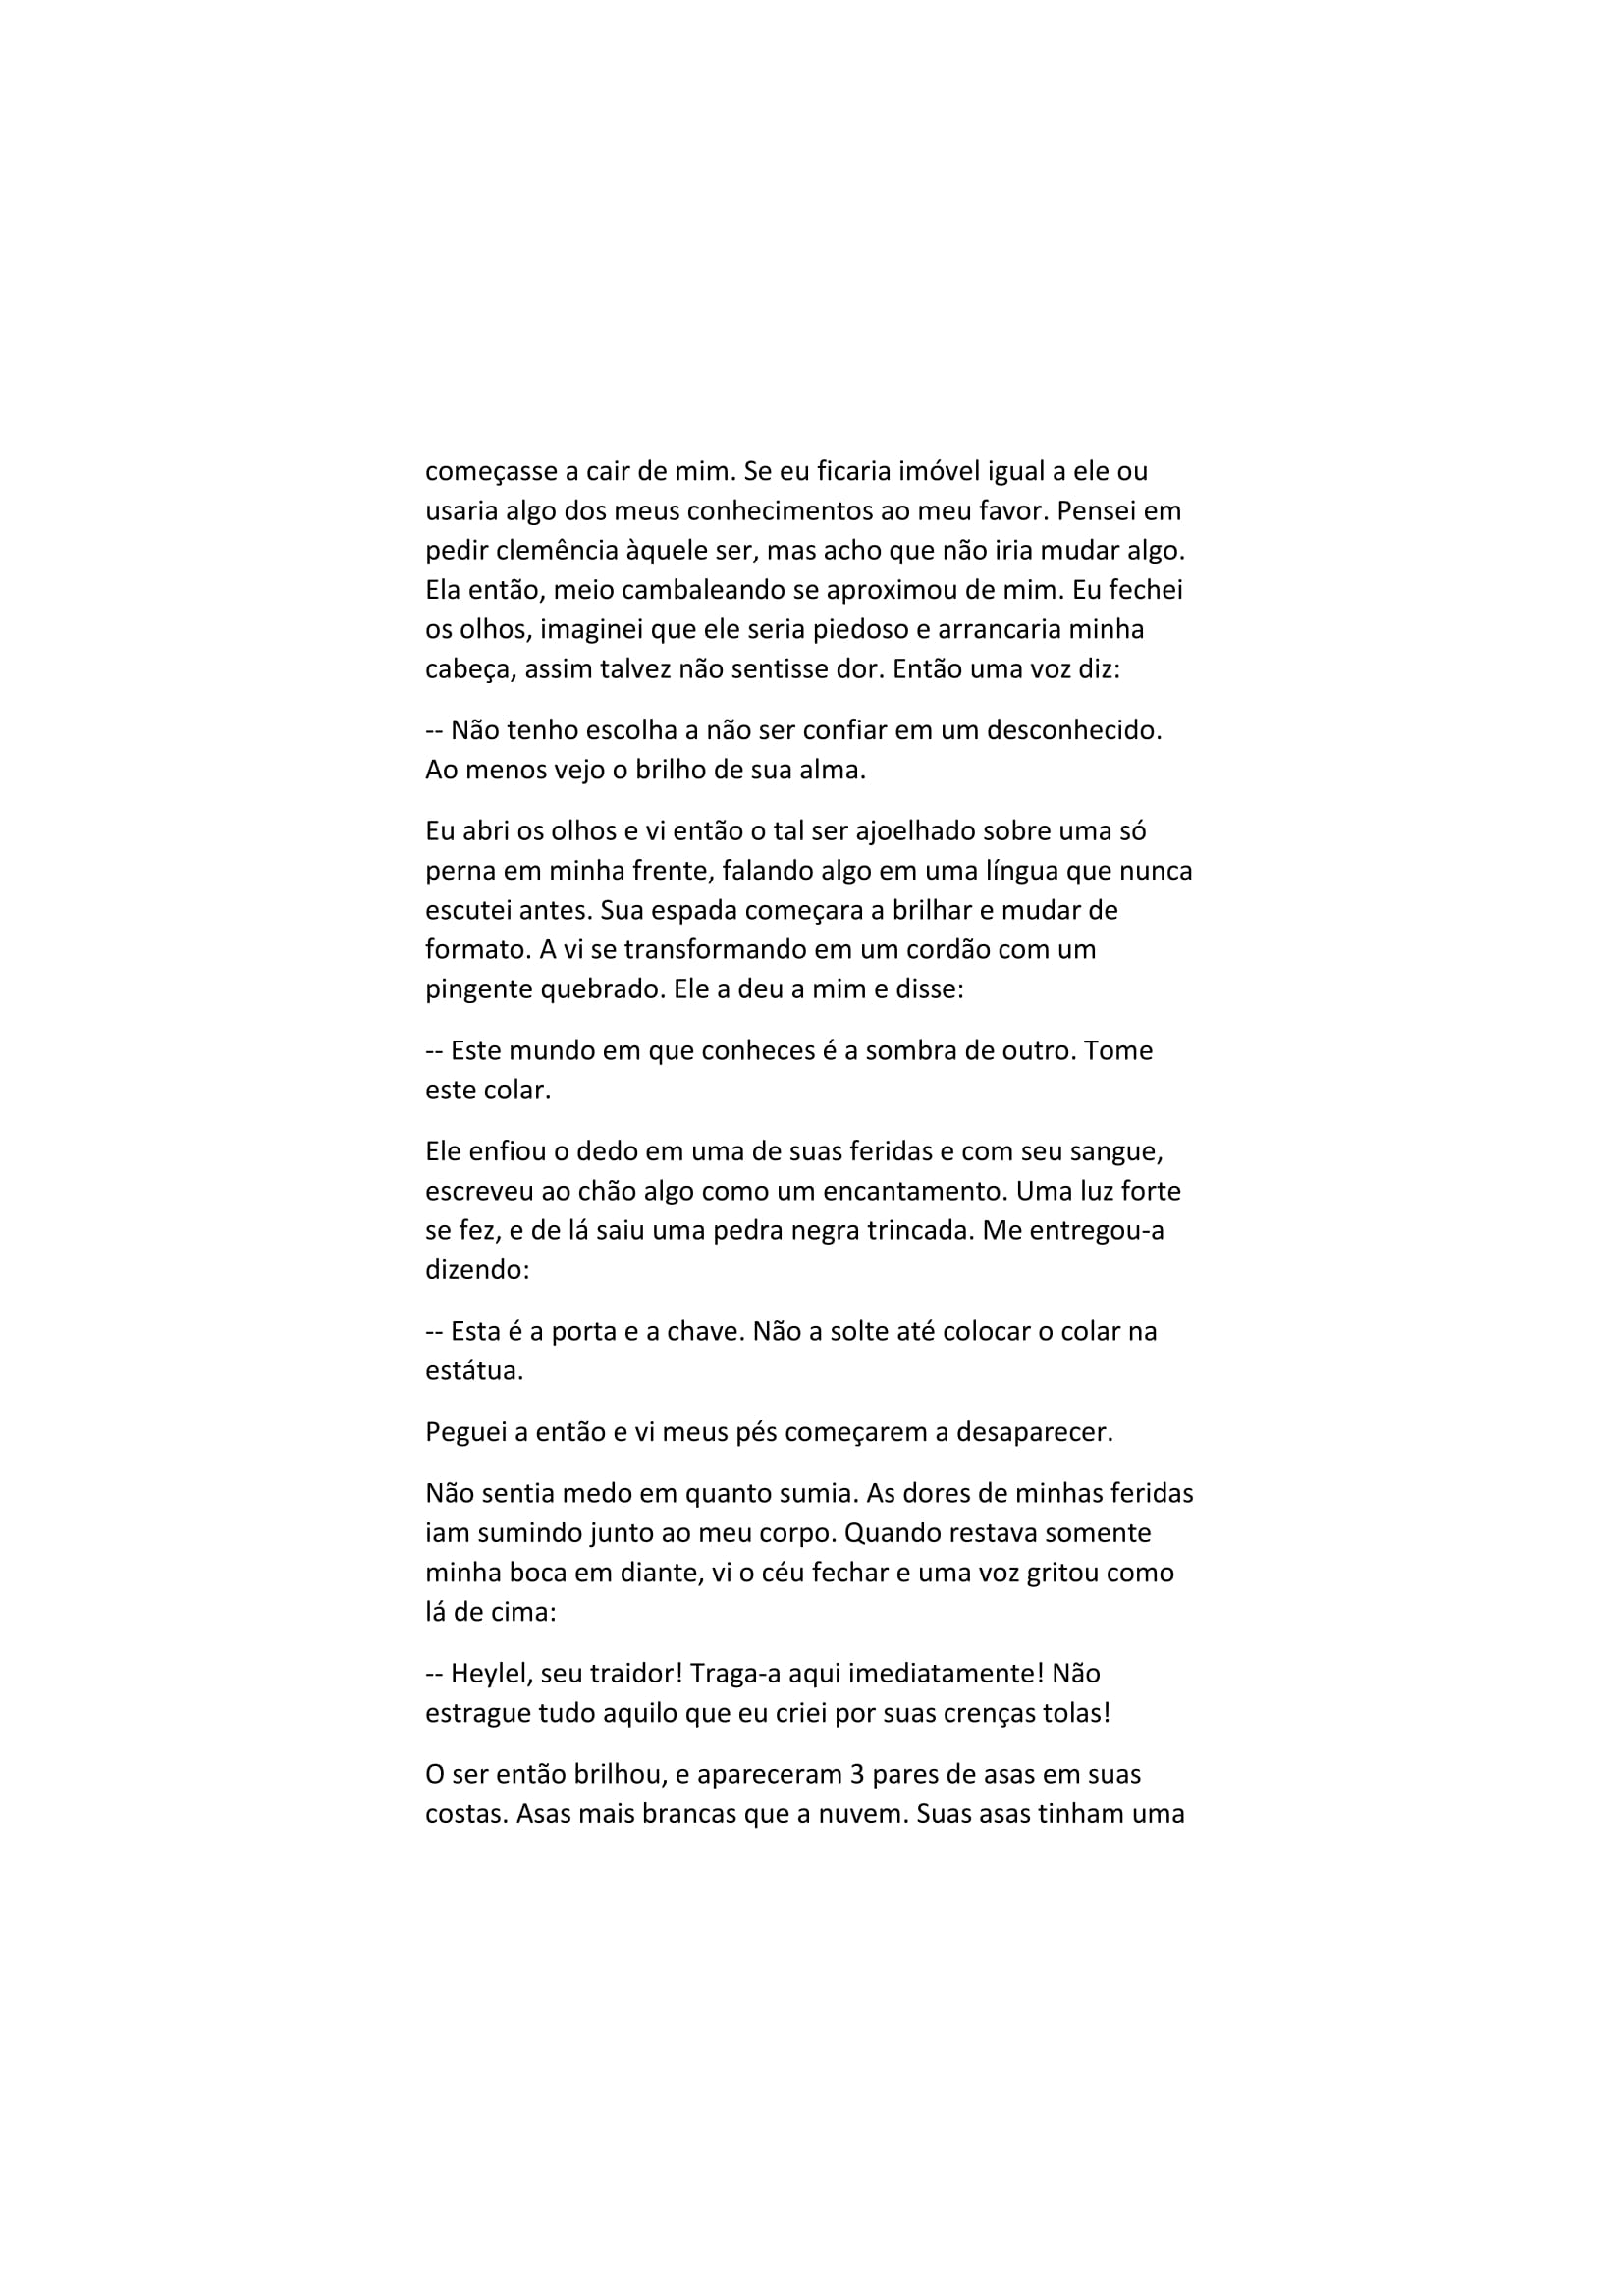 começasse a cair de mim. Se eu ficaria imóvel igual a ele ou
usaria algo dos meus conhecimentos ao meu favor. Pensei em
pedir clemência àquele ser, mas acho que não iria mudar algo.
Ela então, meio cambaleando se aproximou de mim. Eu fechei
os olhos, imaginei que ele seria piedoso e arrancaria minha
cabeça, assim talvez não sentisse dor. Então uma voz diz:
-- Não tenho escolha a não ser confiar em um desconhecido.
Ao menos vejo o brilho de sua alma.
Eu abri os olhos e vi então o tal ser ajoelhado sobre uma só
perna em minha frente, falando algo em uma língua que nunca
escutei antes. Sua espada começara a brilhar e mudar de
formato. A vi se transformando em um cordão com um
pingente quebrado. Ele a deu a mim e disse:
-- Este mundo em que conheces é a sombra de outro. Tome
este colar.
Ele enfiou o dedo em uma de suas feridas e com seu sangue,
escreveu ao chão algo como um encantamento. Uma luz forte
se fez, e de lá saiu uma pedra negra trincada. Me entregou-a
dizendo:
-- Esta é a porta e a chave. Não a solte até colocar o colar na
estátua.
Peguei a então e vi meus pés começarem a desaparecer.
Não sentia medo em quanto sumia. As dores de minhas feridas
iam sumindo junto ao meu corpo. Quando restava somente
minha boca em diante, vi o céu fechar e uma voz gritou como
lá de cima:
-- Heylel, seu traidor! Traga-a aqui imediatamente! Não
estrague tudo aquilo que eu criei por suas crenças tolas!
O ser então brilhou, e apareceram 3 pares de asas em suas
costas. Asas mais brancas que a nuvem. Suas asas tinham uma